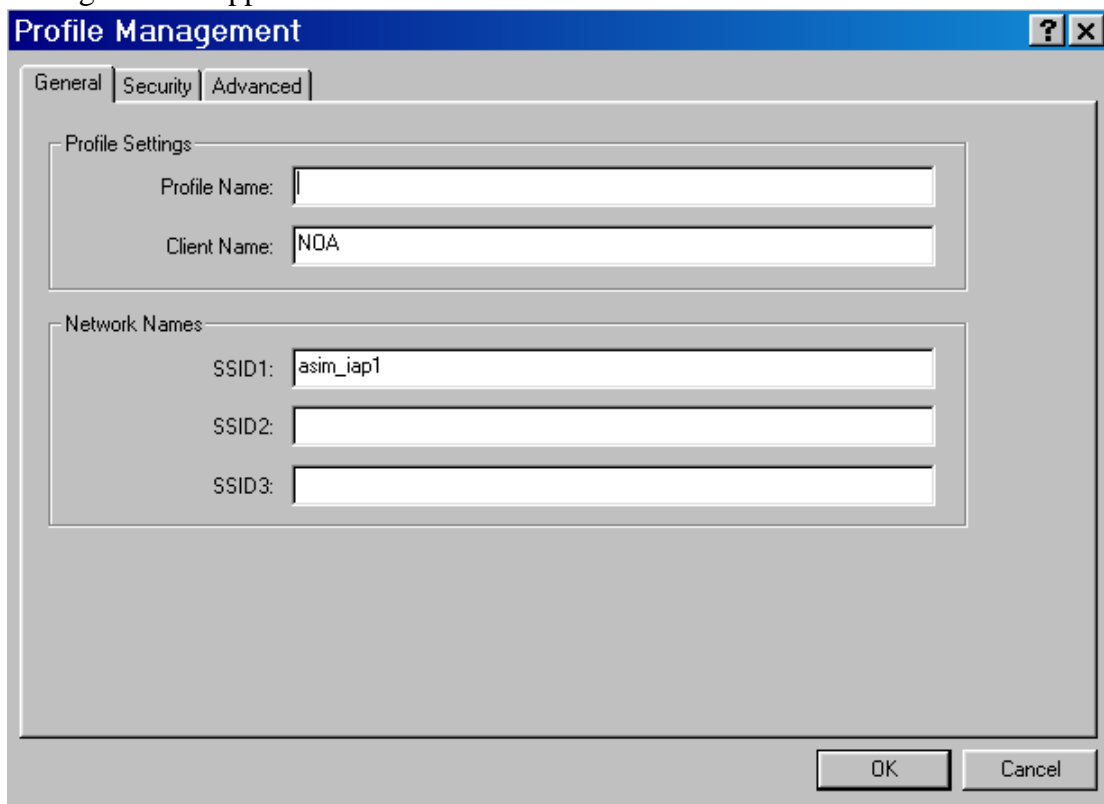 Profile Management
General Security Advanced
Profile Settings
Profile Name:
Client Name: NOA
Network Names
SSID1: asim_iap1
SSID2:
SSID3:
OK Cancel